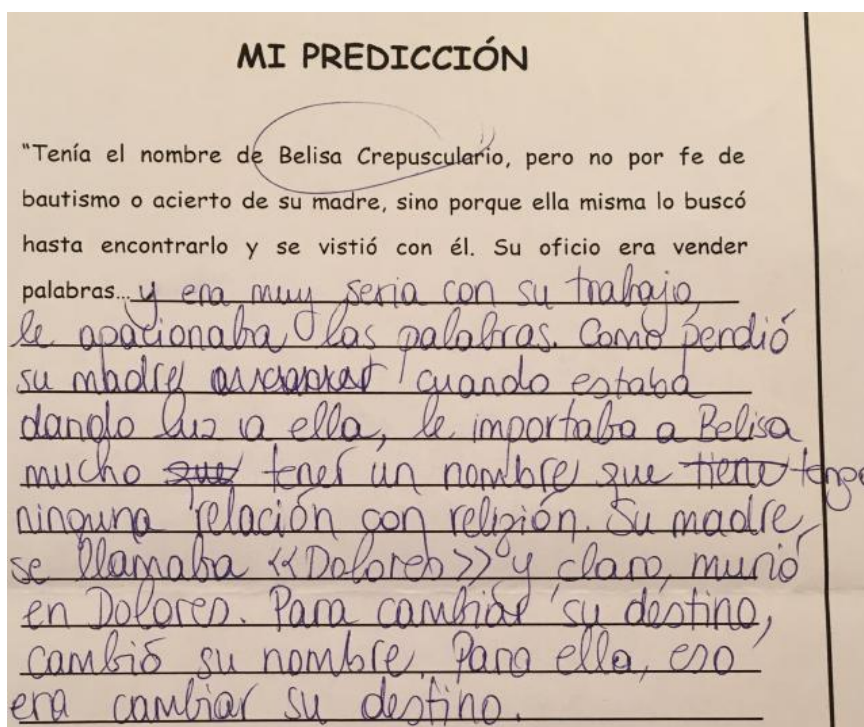 MI PREDICCIÓN
"Tenía el nombre de Belisa Crepusculario, pero no por fe de
bautismo o acierto de su madre, sino porque ella misma lo buscó
hasta encontrarlo y se vistió con él. Su oficio era vender
palabras... y era muy seria con su trabajo
le apacionaba las palabras. Como perdió
su madre quando estaba
dando luz a ella, le importaba a Belisa
mucho que tener un nombre que tiene tenge
ninguna relación con religión. Su madre,
se llamaba <<Dolores>> y claro, murió
en Dolores. Para cambiar su destino,
cambió su nombre. Para ella, eso
era cambiar su destino.